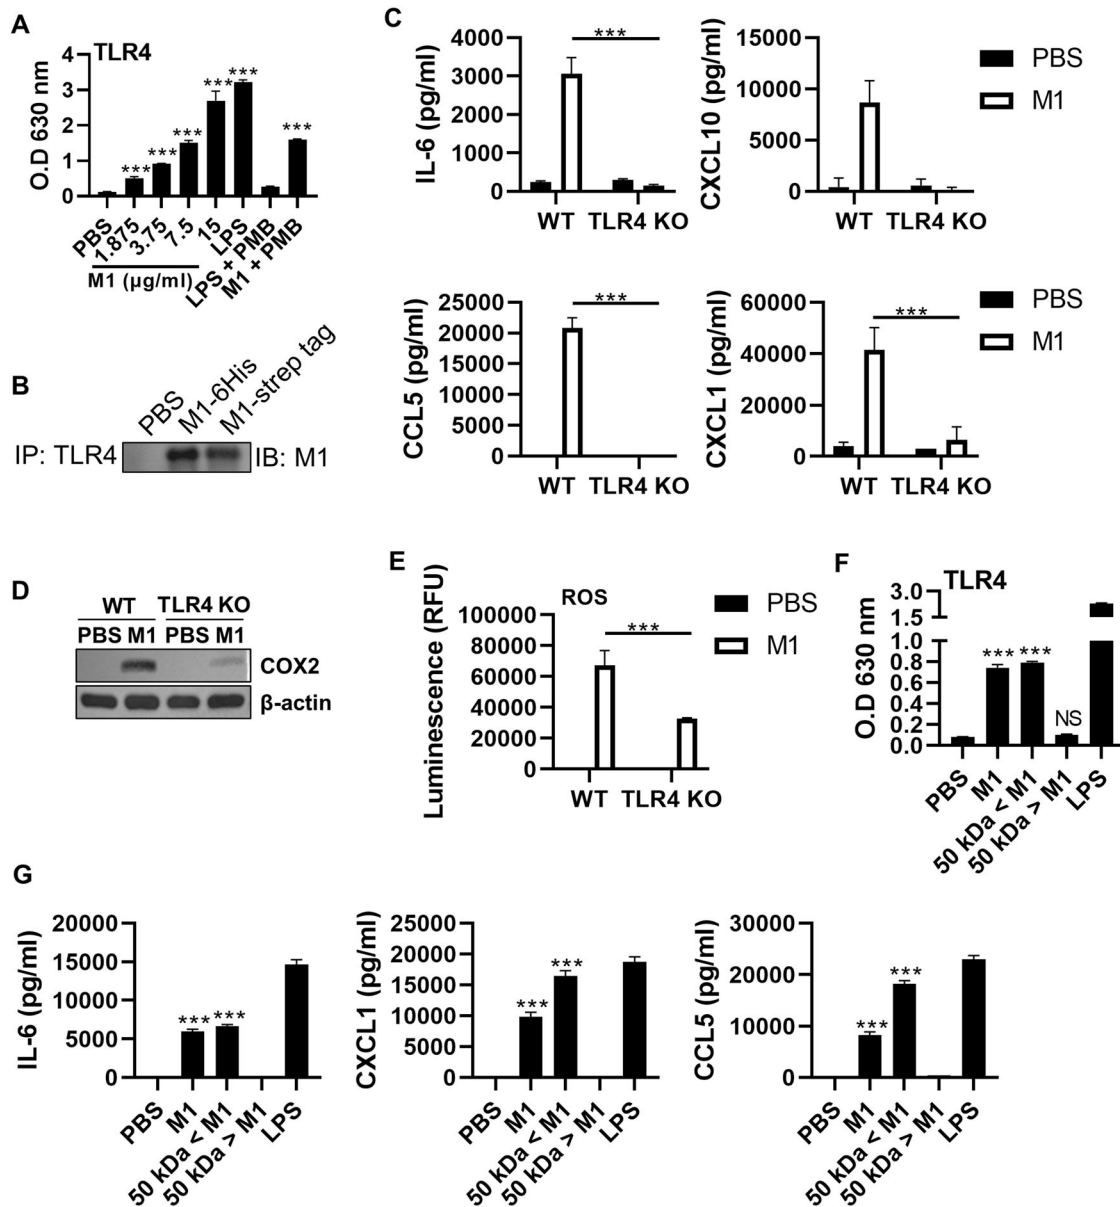 A
TLR4
O.D 630 nm
4
3
2
1
0
***
***
***
***
***
***
PBS
1.875
3.75
7.5
15
LPS
LPS + PMB
M1 + PMB
M1 (µg/ml)
B
PBS
M1-6His
M1-strep tag
IP: TLR4
IB: M1
C
IL-6 (pg/ml)
4000
3000
2000
1000
0
***
WT
TLR4 KO
CXCL10 (pg/ml)
15000
10000
5000
0
WT
TLR4 KO
PBS
M1
CCL5 (pg/ml)
25000
20000
15000
10000
5000
0
***
WT
TLR4 KO
CXCL1 (pg/ml)
60000
40000
20000
0
***
WT
TLR4 KO
PBS
M1
D
WT
TLR4 KO
PBS M1 PBS M1
COX2
β-actin
E
ROS
Luminescence (RFU)
100000
80000
60000
40000
20000
0
***
WT
TLR4 KO
PBS
M1
F
TLR4
O.D 630 nm
3.0
1.5
1.0
0.8
0.6
0.4
0.2
0.0
***
***
NS
PBS
M1
50 kDa < M1
50 kDa > M1
LPS
G
IL-6 (pg/ml)
20000
15000
10000
5000
0
***
***
PBS
M1
50 kDa < M1
50 kDa > M1
LPS
CXCL1 (pg/ml)
25000
20000
15000
10000
5000
0
***
***
PBS
M1
50 kDa < M1
50 kDa > M1
LPS
CCL5 (pg/ml)
30000
20000
10000
0
***
***
PBS
M1
50 kDa < M1
50 kDa > M1
LPS